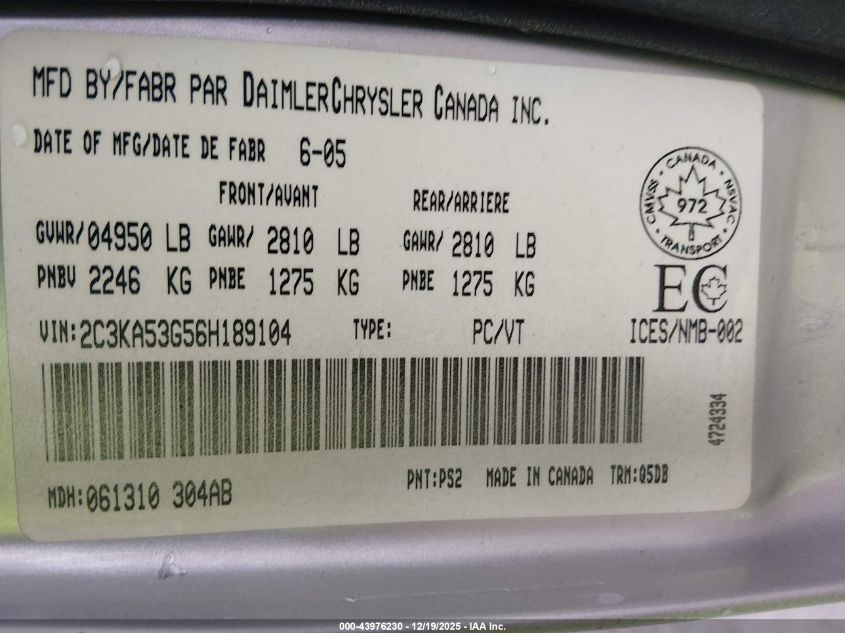 MFD BY/FABR PAR DAIMLERCHRYSLER CANADA INC.
DATE OF MFG/DATE DE FABR 6-05
FRONT/AVANT REAR/ARRIERE
GVWR/04950 LB GAWR/ 2810 LB GAWR/ 2810 LB
PNBV 2246 KG PNBE 1275 KG PNBE 1275 KG
VIN:2C3KA53G56H189104 TYPE: PC/VT
CANADA
CMVSS 972 NSVAC
TRANSPORT
EC
ICES/NMB-002
4724334
PNT:PS2 MADE IN CANADA TRM:Q5DB
MDH:061310 304AB
000-43976230 - 12/19/2025 - IAA Inc.